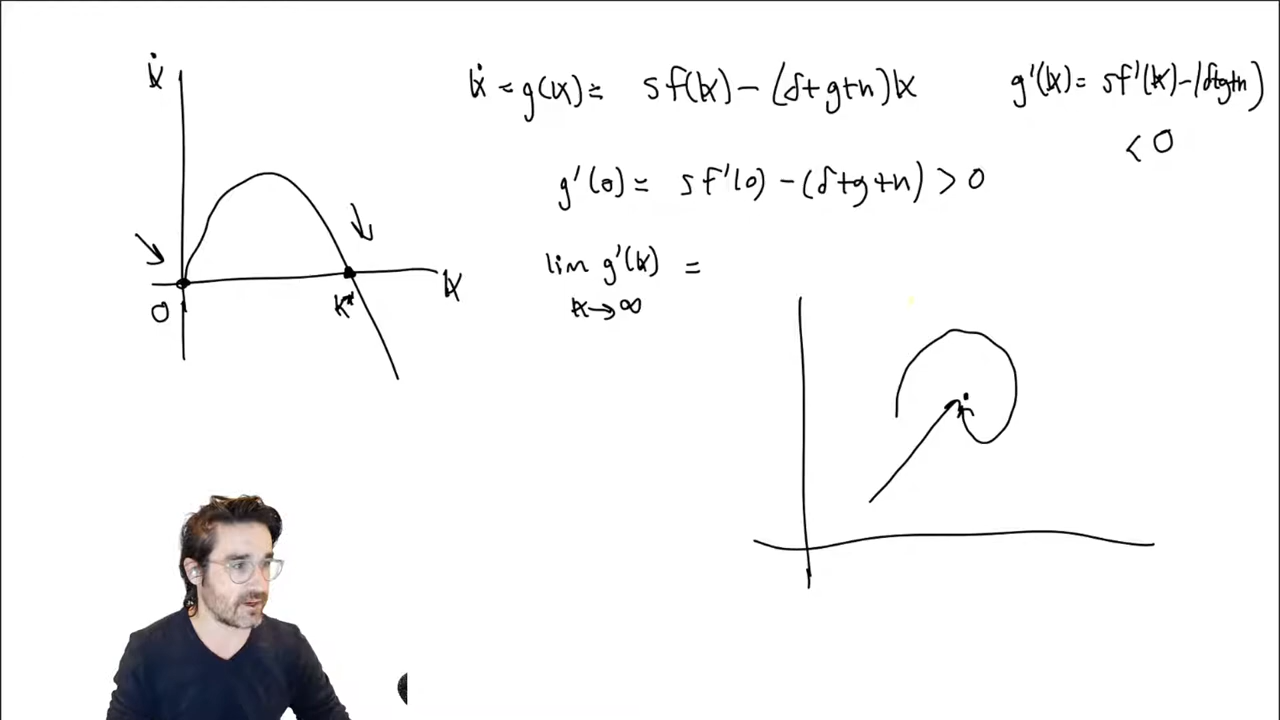 k̇
0
k*
k
k̇ = g(k) = sf(k) - (δ+g+n)k
g'(k) = sf'(k) - (δ+g+n)
< 0
g'(0) = sf'(0) - (δ+g+n) > 0
lim g'(k) =
k→∞